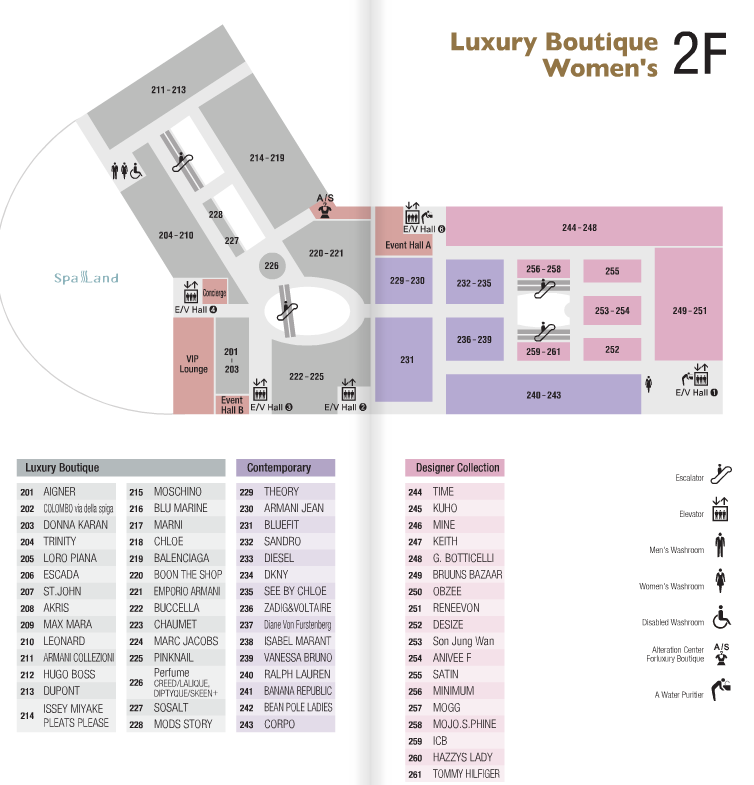 Luxury Boutique
Women's
2F
211-213
214-219
A/S
E/V Hall ❻
Event Hall A
244-248
228
227
204-210
226
220-221
229-230
232-235
256-258
255
Spa Land
Concierge
E/V Hall ❹
253-254
249-251
VIP
Lounge
201
-
203
231
236-239
259-261
252
222-225
Event
Hall B
E/V Hall ❸
E/V Hall ❷
240-243
E/V Hall ❶
Luxury Boutique
201 AIGNER
202 COLOMBO via della spiga
203 DONNA KARAN
204 TRINITY
205 LORO PIANA
206 ESCADA
207 ST.JOHN
208 AKRIS
209 MAX MARA
210 LEONARD
211 ARMANI COLLEZIONI
212 HUGO BOSS
213 DUPONT
214 ISSEY MIYAKE
PLEATS PLEASE
215 MOSCHINO
216 BLU MARINE
217 MARNI
218 CHLOE
219 BALENCIAGA
220 BOON THE SHOP
221 EMPORIO ARMANI
222 BUCCELLA
223 CHAUMET
224 MARC JACOBS
225 PINKNAIL
226 Perfume
CREED/LALIQUE,
DIPTYQUE/SKEEN+
227 SOSALT
228 MODS STORY
Contemporary
229 THEORY
230 ARMANI JEAN
231 BLUEFIT
232 SANDRO
233 DIESEL
234 DKNY
235 SEE BY CHLOE
236 ZADIG&VOLTAIRE
237 Diane Von Furstenberg
238 ISABEL MARANT
239 VANESSA BRUNO
240 RALPH LAUREN
241 BANANA REPUBLIC
242 BEAN POLE LADIES
243 CORPO
Designer Collection
244 TIME
245 KUHO
246 MINE
247 KEITH
248 G. BOTTICELLI
249 BRUUNS BAZAAR
250 OBZEE
251 RENEEVON
252 DESIZE
253 Son Jung Wan
254 ANIVEE F
255 SATIN
256 MINIMUM
257 MOGG
258 MOJO.S.PHINE
259 ICB
260 HAZZYS LADY
261 TOMMY HILFIGER
Escalator
Elevator
Men's Washroom
Women's Washroom
Disabled Washroom
Alteration Center
Forluxury Boutique
A/S
A Water Puritier